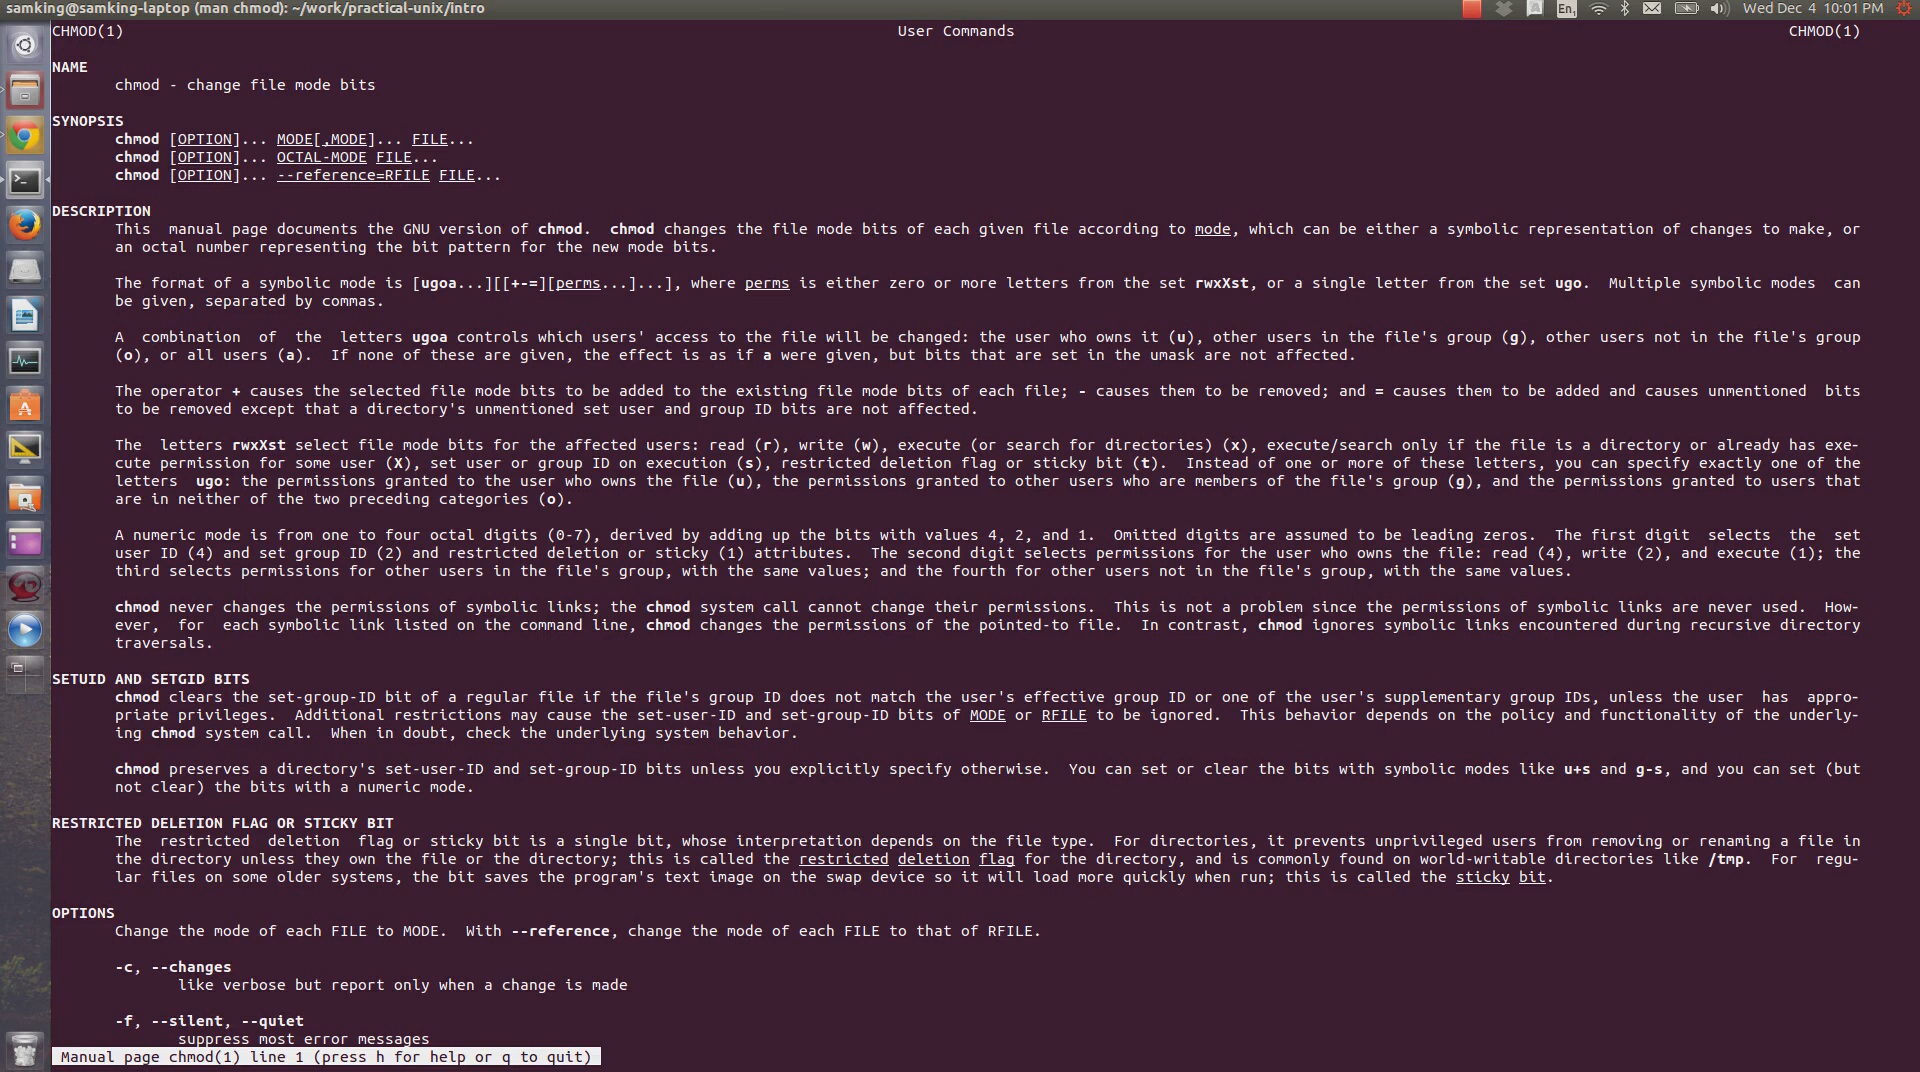 samking@samking-laptop (man chmod): ~/work/practical-unix/intro
En1 Wed Dec 4 10:01 PM
CHMOD(1) User Commands CHMOD(1)
NAME
chmod - change file mode bits
SYNOPSIS
chmod [OPTION]... MODE[,MODE]... FILE...
chmod [OPTION]... OCTAL-MODE FILE...
chmod [OPTION]... --reference=RFILE FILE...
DESCRIPTION
This manual page documents the GNU version of chmod. chmod changes the file mode bits of each given file according to mode, which can be either a symbolic representation of changes to make, or
an octal number representing the bit pattern for the new mode bits.
The format of a symbolic mode is [ugoa...][[+-=][perms...]...], where perms is either zero or more letters from the set rwxXst, or a single letter from the set ugo. Multiple symbolic modes can
be given, separated by commas.
A combination of the letters ugoa controls which users' access to the file will be changed: the user who owns it (u), other users in the file's group (g), other users not in the file's group
(o), or all users (a). If none of these are given, the effect is as if a were given, but bits that are set in the umask are not affected.
The operator + causes the selected file mode bits to be added to the existing file mode bits of each file; - causes them to be removed; and = causes them to be added and causes unmentioned bits
to be removed except that a directory's unmentioned set user and group ID bits are not affected.
The letters rwxXst select file mode bits for the affected users: read (r), write (w), execute (or search for directories) (x), execute/search only if the file is a directory or already has exe-
cute permission for some user (X), set user or group ID on execution (s), restricted deletion flag or sticky bit (t). Instead of one or more of these letters, you can specify exactly one of the
letters ugo: the permissions granted to the user who owns the file (u), the permissions granted to other users who are members of the file's group (g), and the permissions granted to users that
are in neither of the two preceding categories (o).
A numeric mode is from one to four octal digits (0-7), derived by adding up the bits with values 4, 2, and 1. Omitted digits are assumed to be leading zeros. The first digit selects the set
user ID (4) and set group ID (2) and restricted deletion or sticky (1) attributes. The second digit selects permissions for the user who owns the file: read (4), write (2), and execute (1); the
third selects permissions for other users in the file's group, with the same values; and the fourth for other users not in the file's group, with the same values.
chmod never changes the permissions of symbolic links; the chmod system call cannot change their permissions. This is not a problem since the permissions of symbolic links are never used. How-
ever, for each symbolic link listed on the command line, chmod changes the permissions of the pointed-to file. In contrast, chmod ignores symbolic links encountered during recursive directory
traversals.
SETUID AND SETGID BITS
chmod clears the set-group-ID bit of a regular file if the file's group ID does not match the user's effective group ID or one of the user's supplementary group IDs, unless the user has appro-
priate privileges. Additional restrictions may cause the set-user-ID and set-group-ID bits of MODE or RFILE to be ignored. This behavior depends on the policy and functionality of the underly-
ing chmod system call. When in doubt, check the underlying system behavior.
chmod preserves a directory's set-user-ID and set-group-ID bits unless you explicitly specify otherwise. You can set or clear the bits with symbolic modes like u+s and g-s, and you can set (but
not clear) the bits with a numeric mode.
RESTRICTED DELETION FLAG OR STICKY BIT
The restricted deletion flag or sticky bit is a single bit, whose interpretation depends on the file type. For directories, it prevents unprivileged users from removing or renaming a file in
the directory unless they own the file or the directory; this is called the restricted deletion flag for the directory, and is commonly found on world-writable directories like /tmp. For regu-
lar files on some older systems, the bit saves the program's text image on the swap device so it will load more quickly when run; this is called the sticky bit.
OPTIONS
Change the mode of each FILE to MODE. With --reference, change the mode of each FILE to that of RFILE.
-c, --changes
like verbose but report only when a change is made
-f, --silent, --quiet
suppress most error messages
Manual page chmod(1) line 1 (press h for help or q to quit)